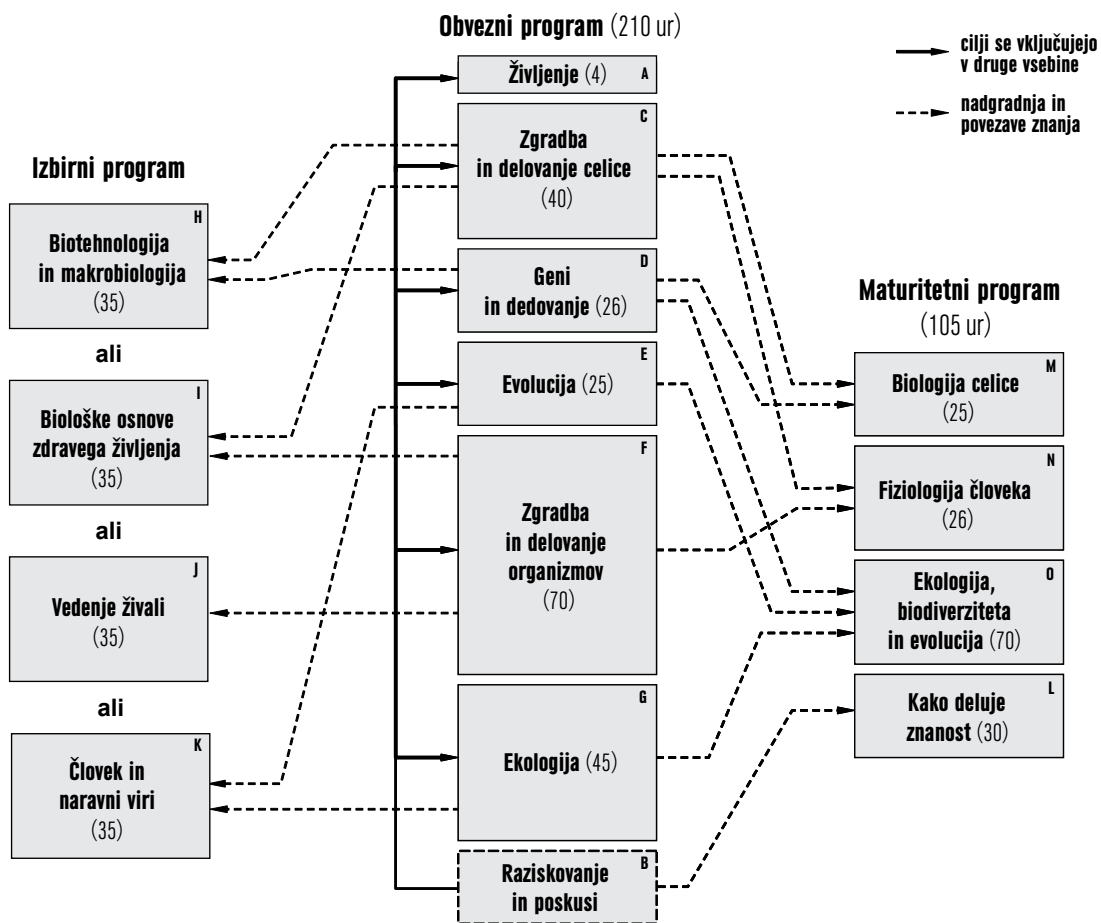 Obvezni program (210 ur)
cilji se vključujejo
v druge vsebine
nadgradnja in
povezave znanja
Izbirni program
H
Biotehnologija
in makrobiologija
(35)
ali
I
Biološke osnove
zdravega življenja
(35)
ali
J
Vedenje živali
(35)
ali
K
Človek in
naravni viri
(35)
Življenje (4) A
C
Zgradba
in delovanje celice
(40)
D
Geni
in dedovanje (26)
E
Evolucija (25)
F
Zgradba
in delovanje
organizmov
(70)
G
Ekologija (45)
B
Raziskovanje
in poskusi
Maturitetni program
(105 ur)
M
Biologija celice
(25)
N
Fiziologija človeka
(26)
O
Ekologija,
biodiverziteta
in evolucija (70)
L
Kako deluje
znanost (30)